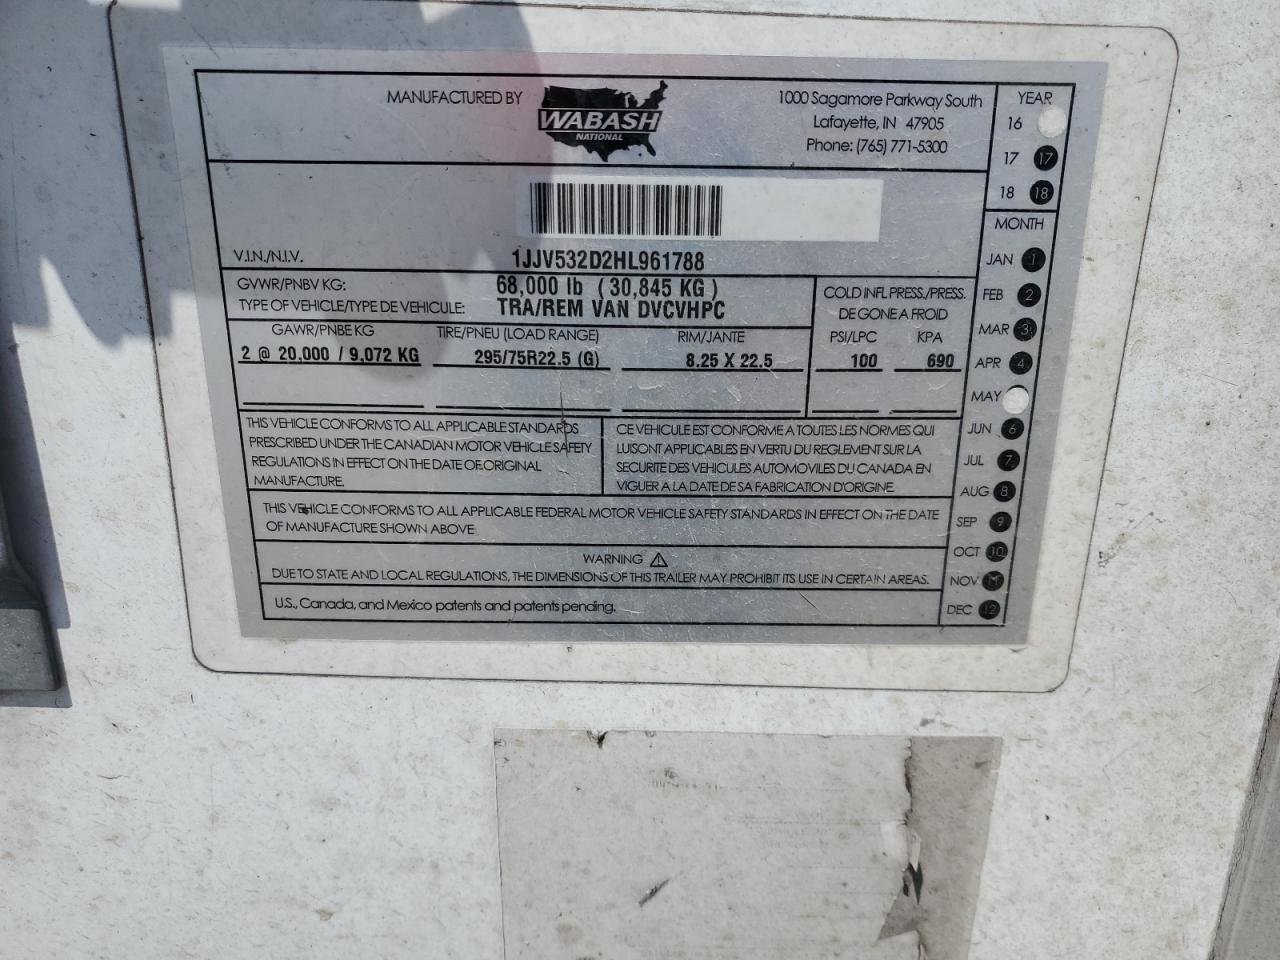 MANUFACTURED BY
WABASH
NATIONAL
1000 Sagamore Parkway South
Lafayette, IN 47905
Phone: (765) 771-5300
V.I.N./N.I.V.
1JJV532D2HL961788
GVWR/PNBV KG:
68,000 lb ( 30,845 KG )
TYPE OF VEHICLE/TYPE DE VEHICULE:
TRA/REM VAN DVCVHPC
COLD INFL PRESS./PRESS.
DE GONE A FROID
GAWR/PNBE KG
TIRE/PNEU (LOAD RANGE)
RIM/JANTE
PSI/LPC
KPA
2 @ 20,000 / 9,072 KG
295/75R22.5 (G)
8.25 X 22.5
100
690
THIS VEHICLE CONFORMS TO ALL APPLICABLE STANDARDS
PRESCRIBED UNDER THE CANADIAN MOTOR VEHICLE SAFETY
REGULATIONS IN EFFECT ON THE DATE OF ORIGINAL
MANUFACTURE.
CE VEHICULE EST CONFORME A TOUTES LES NORMES QUI
LUI SONT APPLICABLES EN VERTU DU REGLEMENT SUR LA
SECURITE DES VEHICULES AUTOMOVILES DU CANADA EN
VIGUER A LA DATE DE SA FABRICATION D'ORIGINE.
THIS VEHICLE CONFORMS TO ALL APPLICABLE FEDERAL MOTOR VEHICLE SAFETY STANDARDS IN EFFECT ON THE DATE
OF MANUFACTURE SHOWN ABOVE.
WARNING
DUE TO STATE AND LOCAL REGULATIONS, THE DIMENSIONS OF THIS TRAILER MAY PROHIBIT ITS USE IN CERTAIN AREAS.
U.S., Canada, and Mexico patents and patents pending.
YEAR
16
17 17
18 18
MONTH
JAN 1
FEB 2
MAR 3
APR 4
MAY
JUN 6
JUL 7
AUG 8
SEP 9
OCT 10
NOV 11
DEC 12